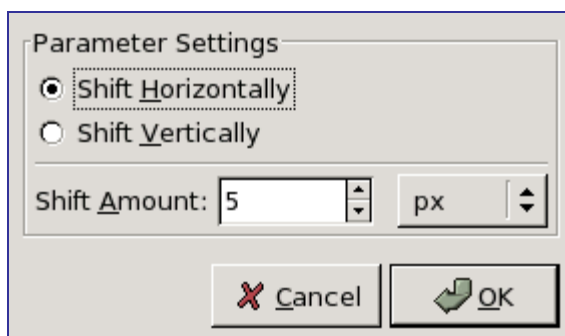 Parameter Settings
Shift Horizontally
Shift Vertically
Shift Amount: 5 px
Cancel OK